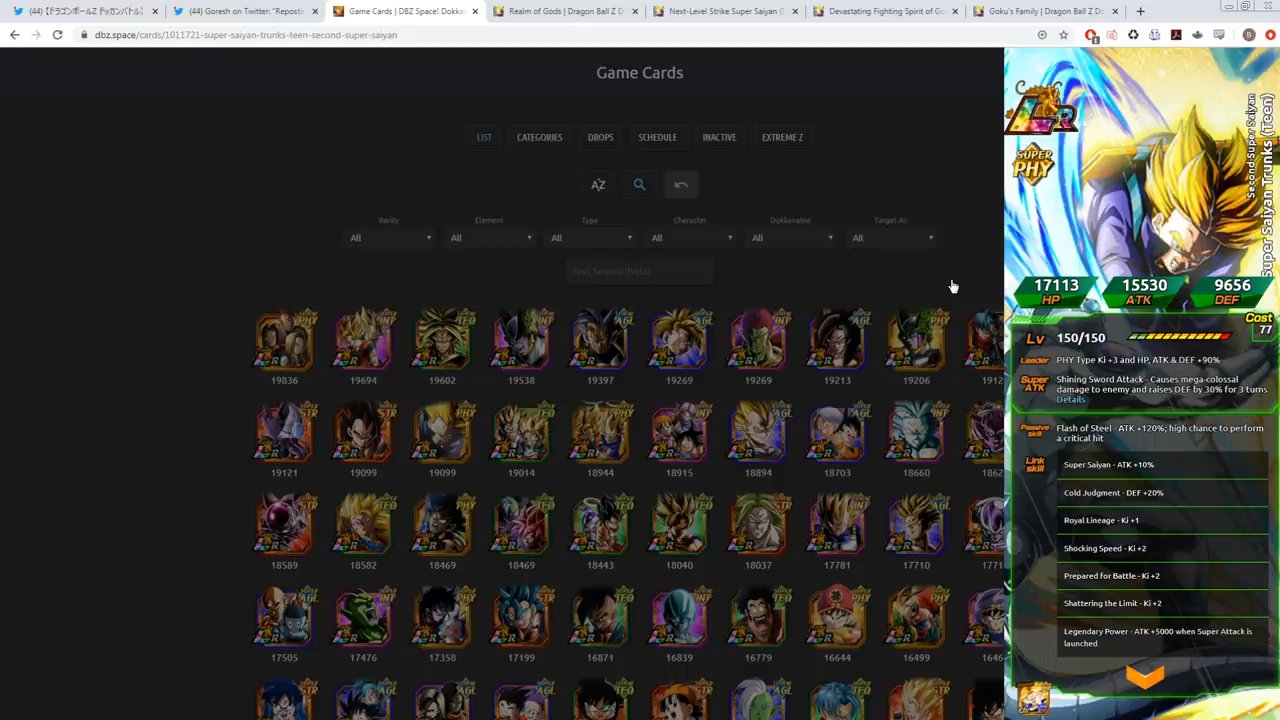 (44) 【ドラゴンボールZ ドッカンバトル】
(44) Goresh on Twitter: "Repost
Game Cards | DBZ Space! Dokka
Realm of Gods | Dragon Ball Z D
Next-Level Strike Super Saiyan G
Devastating Fighting Spirit of Go
Goku's Family | Dragon Ball Z Do
dbz.space/cards/1011721-super-saiyan-trunks-teen-second-super-saiyan
Game Cards
LIST
CATEGORIES
DROPS
SCHEDULE
INACTIVE
EXTREME Z
AZ
Rarity
Element
Type
Character
Dokkanable
Target All
All
All
All
All
All
All
Text Search (Beta)
19836
19694
19602
19538
19397
19269
19269
19213
19206
191
19121
19099
19099
19014
18944
18915
18894
18703
18660
1862
18589
18582
18469
18469
18443
18040
18037
17781
17710
1771
17505
17476
17358
17199
16871
16839
16779
16644
16499
1646
LR
SUPER
PHY
Second Super Saiyan
Super Saiyan Trunks (Teen)
17113
HP
15530
ATK
9656
DEF
Cost
77
Lv 150/150
Leader PHY Type Ki +3 and HP, ATK & DEF +90%
Super ATK Shining Sword Attack - Causes mega-colossal
damage to enemy and raises DEF by 30% for 3 turns
Details
Passive skill Flash of Steel - ATK +120%; high chance to perform
a critical hit
Link skill
Super Saiyan - ATK +10%
Cold Judgment - DEF +20%
Royal Lineage - Ki +1
Shocking Speed - Ki +2
Prepared for Battle - Ki +2
Shattering the Limit - Ki +2
Legendary Power - ATK +5000 when Super Attack is
launched